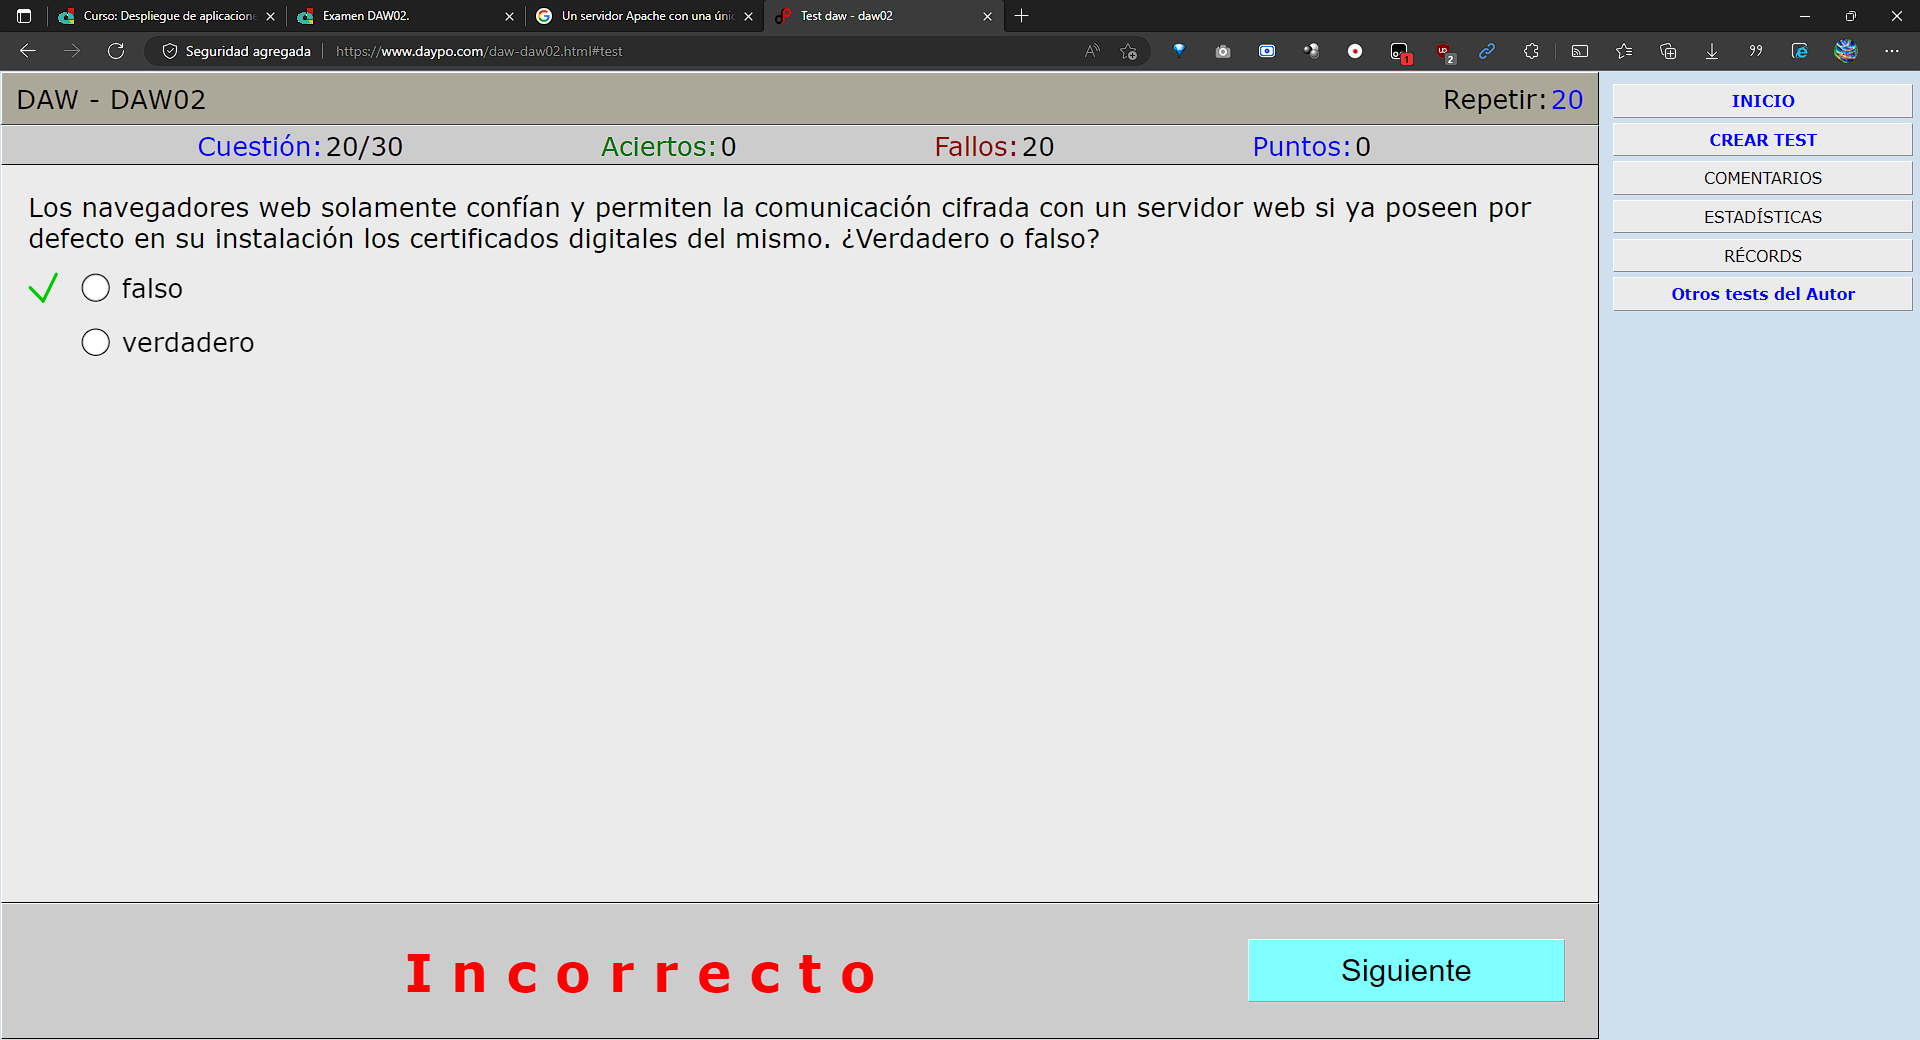 Curso: Despliegue de aplicacione
Examen DAW02.
Un servidor Apache con una únic
Test daw - daw02
Seguridad agregada
https://www.daypo.com/daw-daw02.html#test
1
2
DAW - DAW02
Repetir: 20
Cuestión: 20/30
Aciertos: 0
Fallos: 20
Puntos: 0
Los navegadores web solamente confían y permiten la comunicación cifrada con un servidor web si ya poseen por
defecto en su instalación los certificados digitales del mismo. ¿Verdadero o falso?
falso
verdadero
Incorrecto
Siguiente
INICIO
CREAR TEST
COMENTARIOS
ESTADÍSTICAS
RÉCORDS
Otros tests del Autor